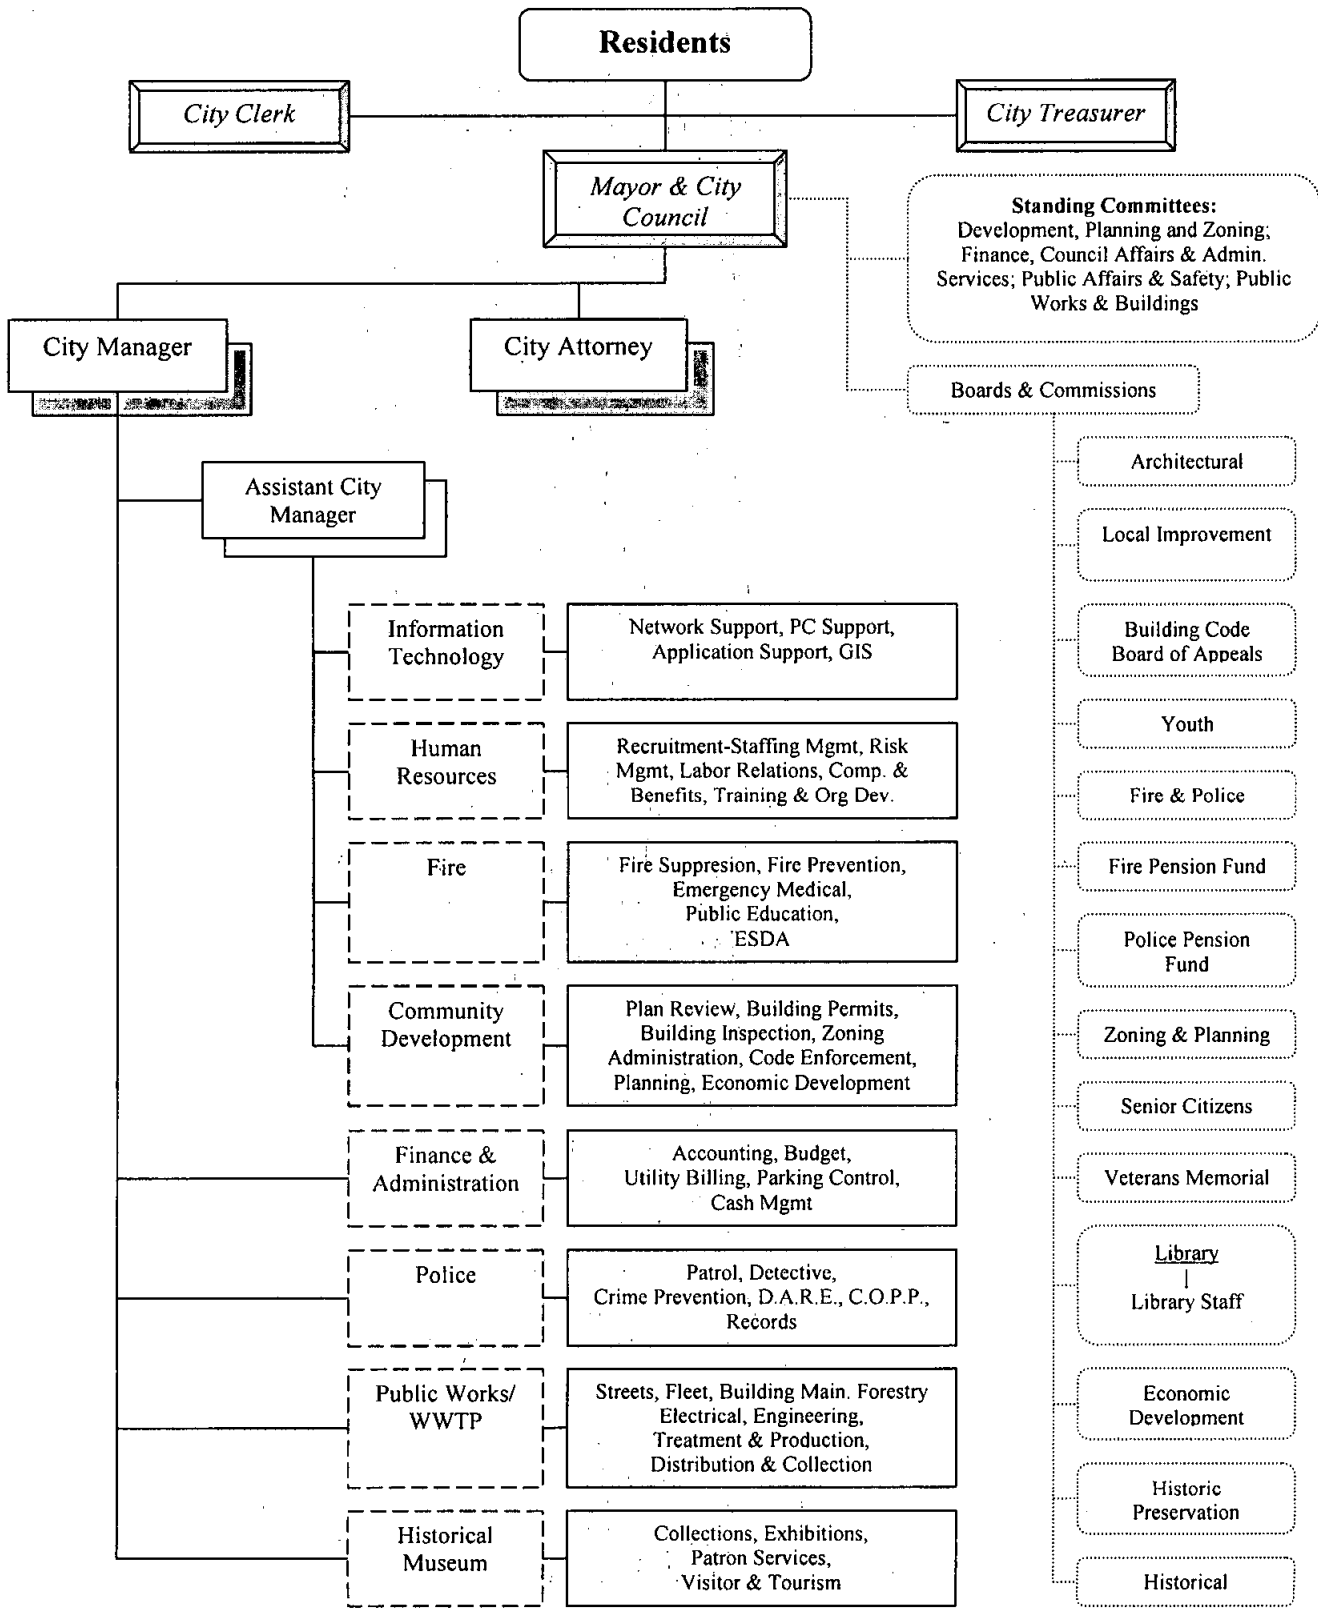 Residents
City Clerk
City Treasurer
Mayor & City
Council
Standing Committees:
Development, Planning and Zoning;
Finance, Council Affairs & Admin.
Services; Public Affairs & Safety; Public
Works & Buildings
City Manager
City Attorney
Boards & Commissions
Assistant City
Manager
Information
Technology
Network Support, PC Support,
Application Support, GIS
Human
Resources
Recruitment-Staffing Mgmt, Risk
Mgmt, Labor Relations, Comp. &
Benefits, Training & Org Dev.
Fire
Fire Suppresion, Fire Prevention,
Emergency Medical,
Public Education,
ESDA
Community
Development
Plan Review, Building Permits,
Building Inspection, Zoning
Administration, Code Enforcement,
Planning, Economic Development
Finance &
Administration
Accounting, Budget,
Utility Billing, Parking Control,
Cash Mgmt
Police
Patrol, Detective,
Crime Prevention, D.A.R.E., C.O.P.P.,
Records
Public Works/
WWTP
Streets, Fleet, Building Main. Forestry
Electrical, Engineering,
Treatment & Production,
Distribution & Collection
Historical
Museum
Collections, Exhibitions,
Patron Services,
Visitor & Tourism
Architectural
Local Improvement
Building Code
Board of Appeals
Youth
Fire & Police
Fire Pension Fund
Police Pension
Fund
Zoning & Planning
Senior Citizens
Veterans Memorial
Library
Library Staff
Economic
Development
Historic
Preservation
Historical